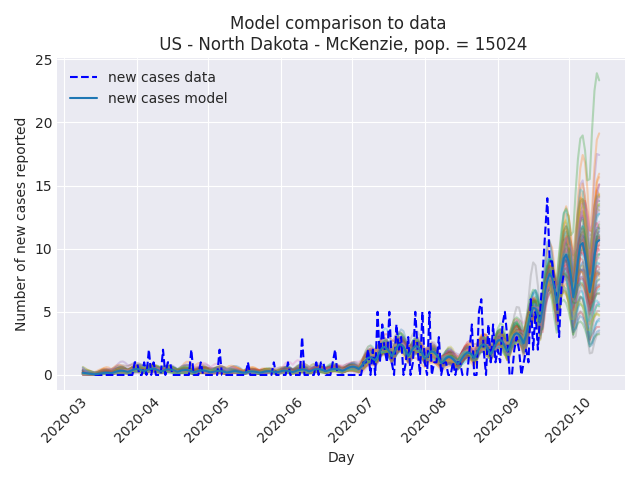 Model comparison to data
US - North Dakota - McKenzie, pop. = 15024
new cases data
new cases model
Number of new cases reported
25
20
15
10
5
0
2020-03
2020-04
2020-05
2020-06
2020-07
2020-08
2020-09
2020-10
Day